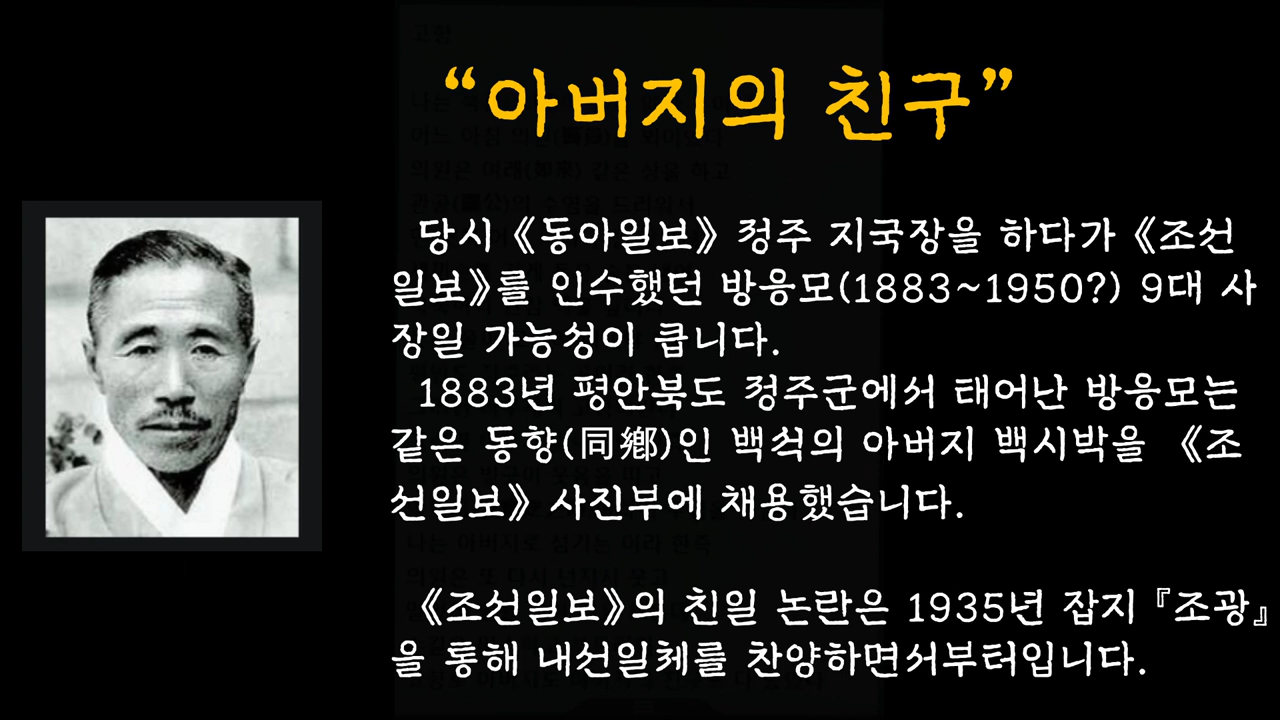 “아버지의 친구”
당시 《동아일보》 정주 지국장을 하다가 《조선
일보》를 인수했던 방응모(1883~1950?) 9대 사
장일 가능성이 큽니다.
1883년 평안북도 정주군에서 태어난 방응모는
같은 동향(同鄕)인 백석의 아버지 백시박을 《조
선일보》 사진부에 채용했습니다.
《조선일보》의 친일 논란은 1935년 잡지 『조광』
을 통해 내선일체를 찬양하면서부터입니다.